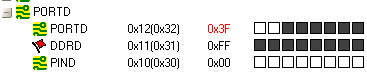 PORTD
PORTD 0x12(0x32) 0x3F
DDRD 0x11(0x31) 0xFF
PIND 0x10(0x30) 0x00